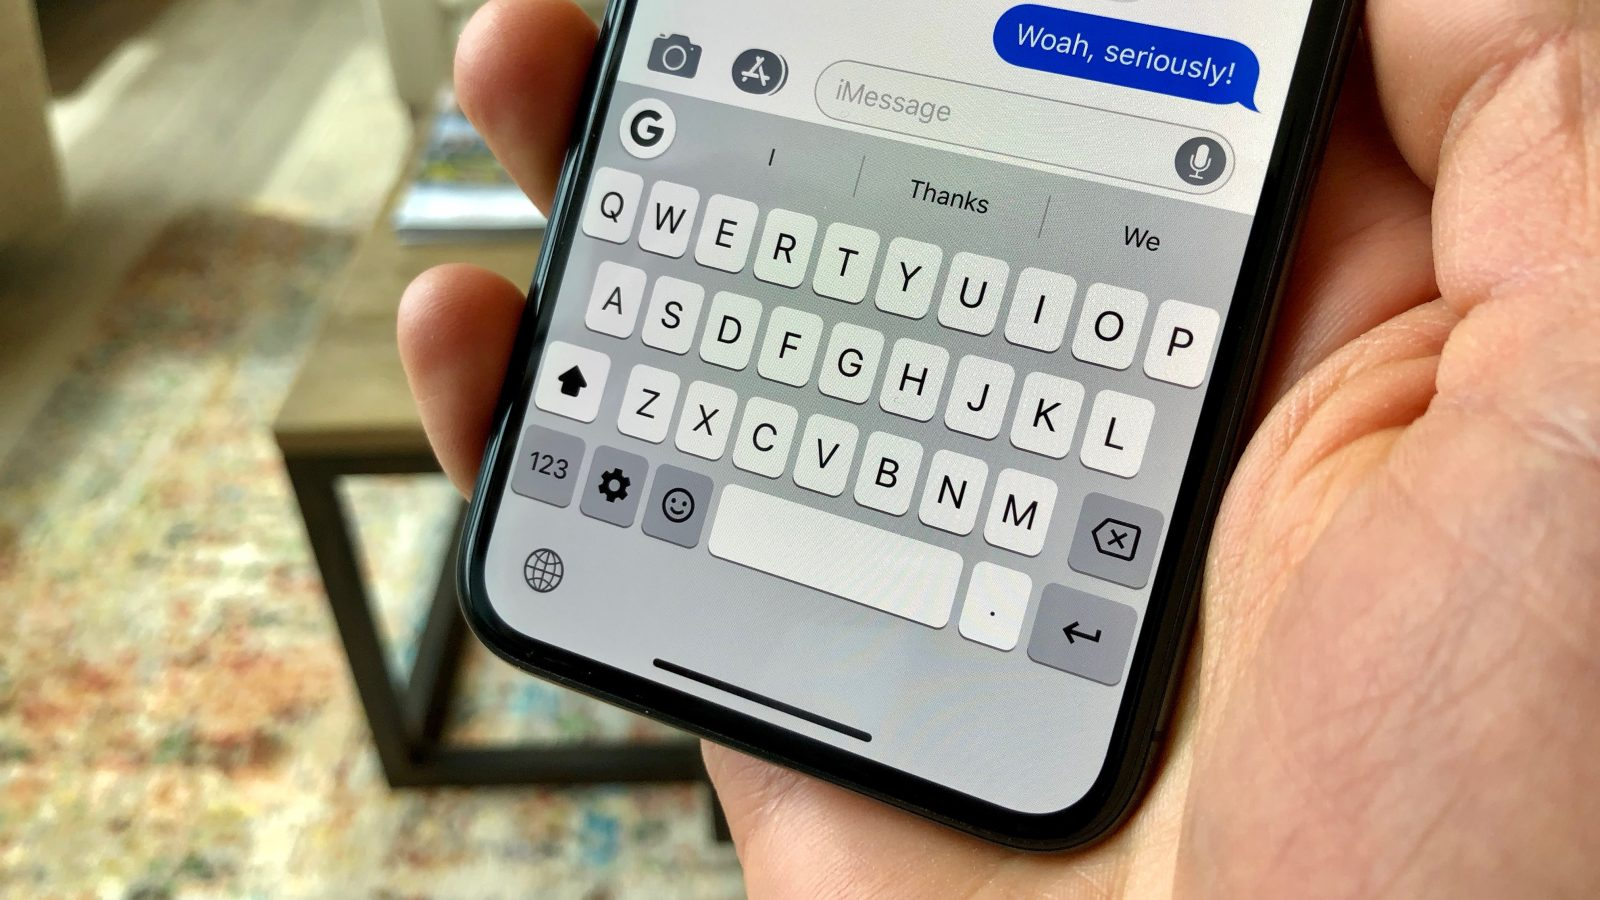 Woah, seriously!
iMessage
G
I Thanks We
Q W E R T Y U I O P
A S D F G H J K L
Z X C V B N M
123 .